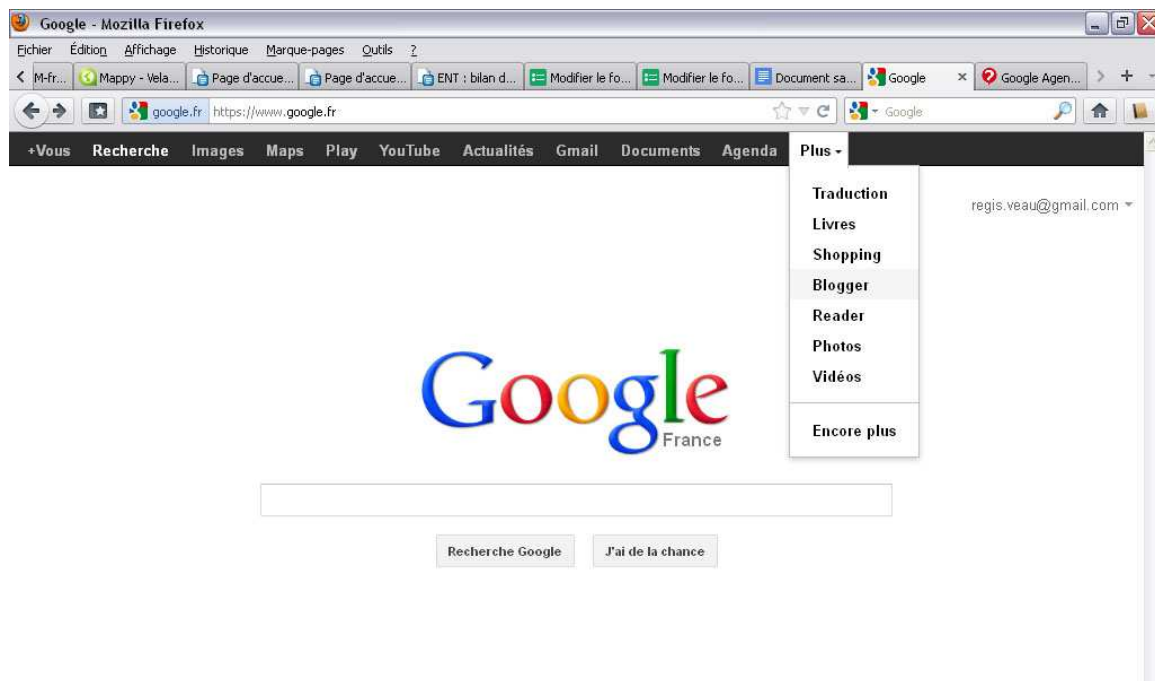 Google - Mozilla Firefox
Fichier Édition Affichage Historique Marque-pages Outils ?
M-fr... Mappy - Vela... Page d'accue... Page d'accue... ENT : bilan d... Modifier le fo... Modifier le fo... Document sa... Google Google Agen...
google.fr https://www.google.fr Google
+Vous Recherche Images Maps Play YouTube Actualités Gmail Documents Agenda Plus
Traduction
regis.veau@gmail.com
Livres
Shopping
Blogger
Reader
Photos
Vidéos
Encore plus
Google
France
Recherche Google J'ai de la chance